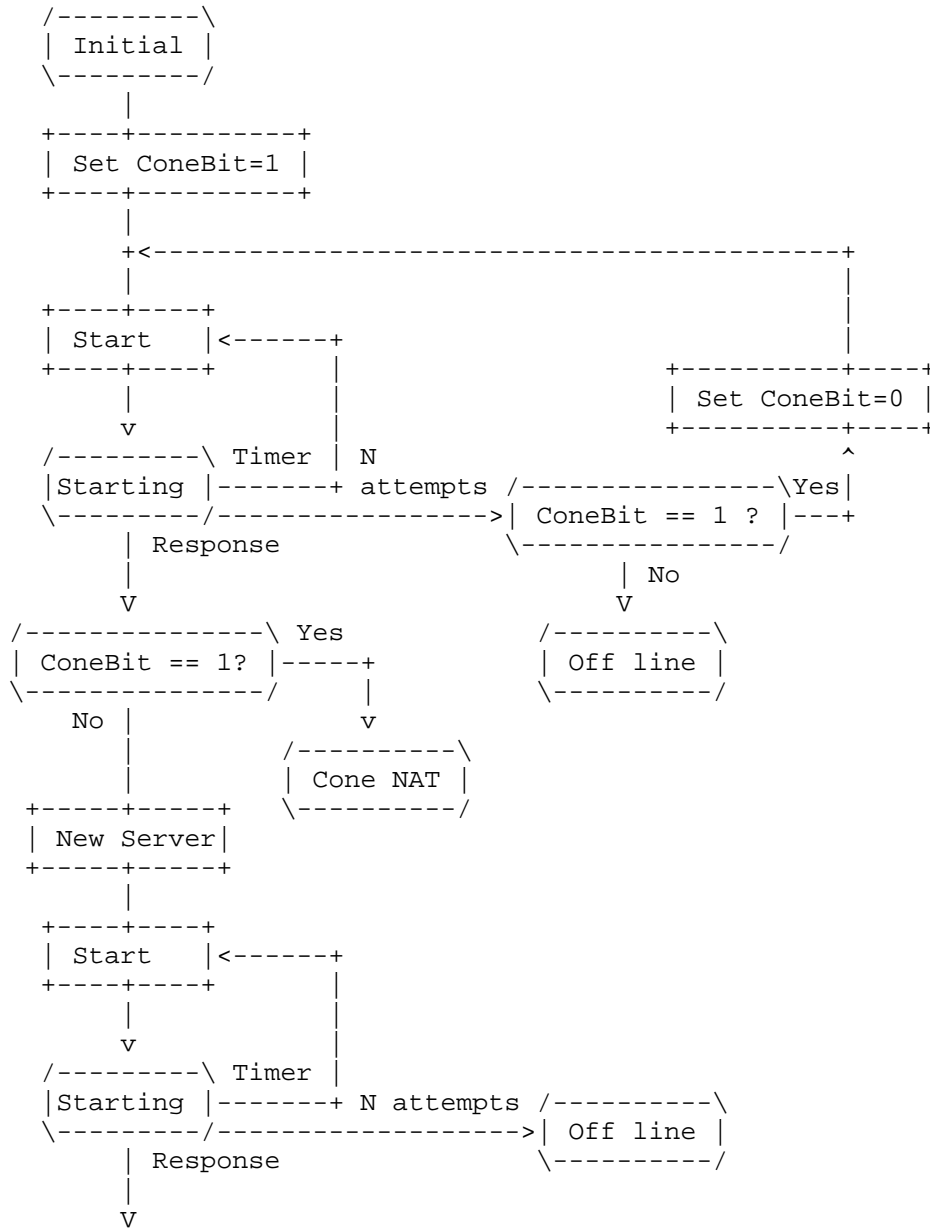 Initial
Set ConeBit=1
Start
Set ConeBit=0
Timer N
Starting attempts Yes
ConeBit == 1 ?
Response
No
Yes
ConeBit == 1? Off line
No
Cone NAT
New Server
Start
Timer
Starting N attempts
Off line
Response